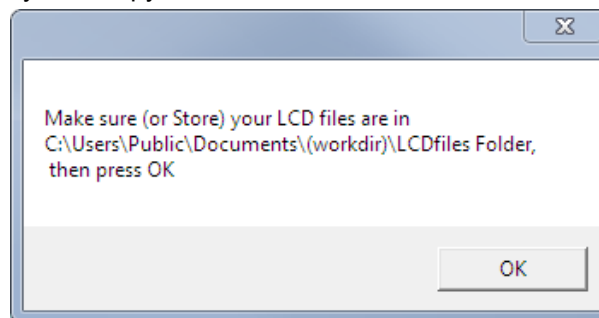 Make sure (or Store) your LCD files are in
C:\Users\Public\Documents\(workdir)\LCDfiles Folder,
then press OK
OK